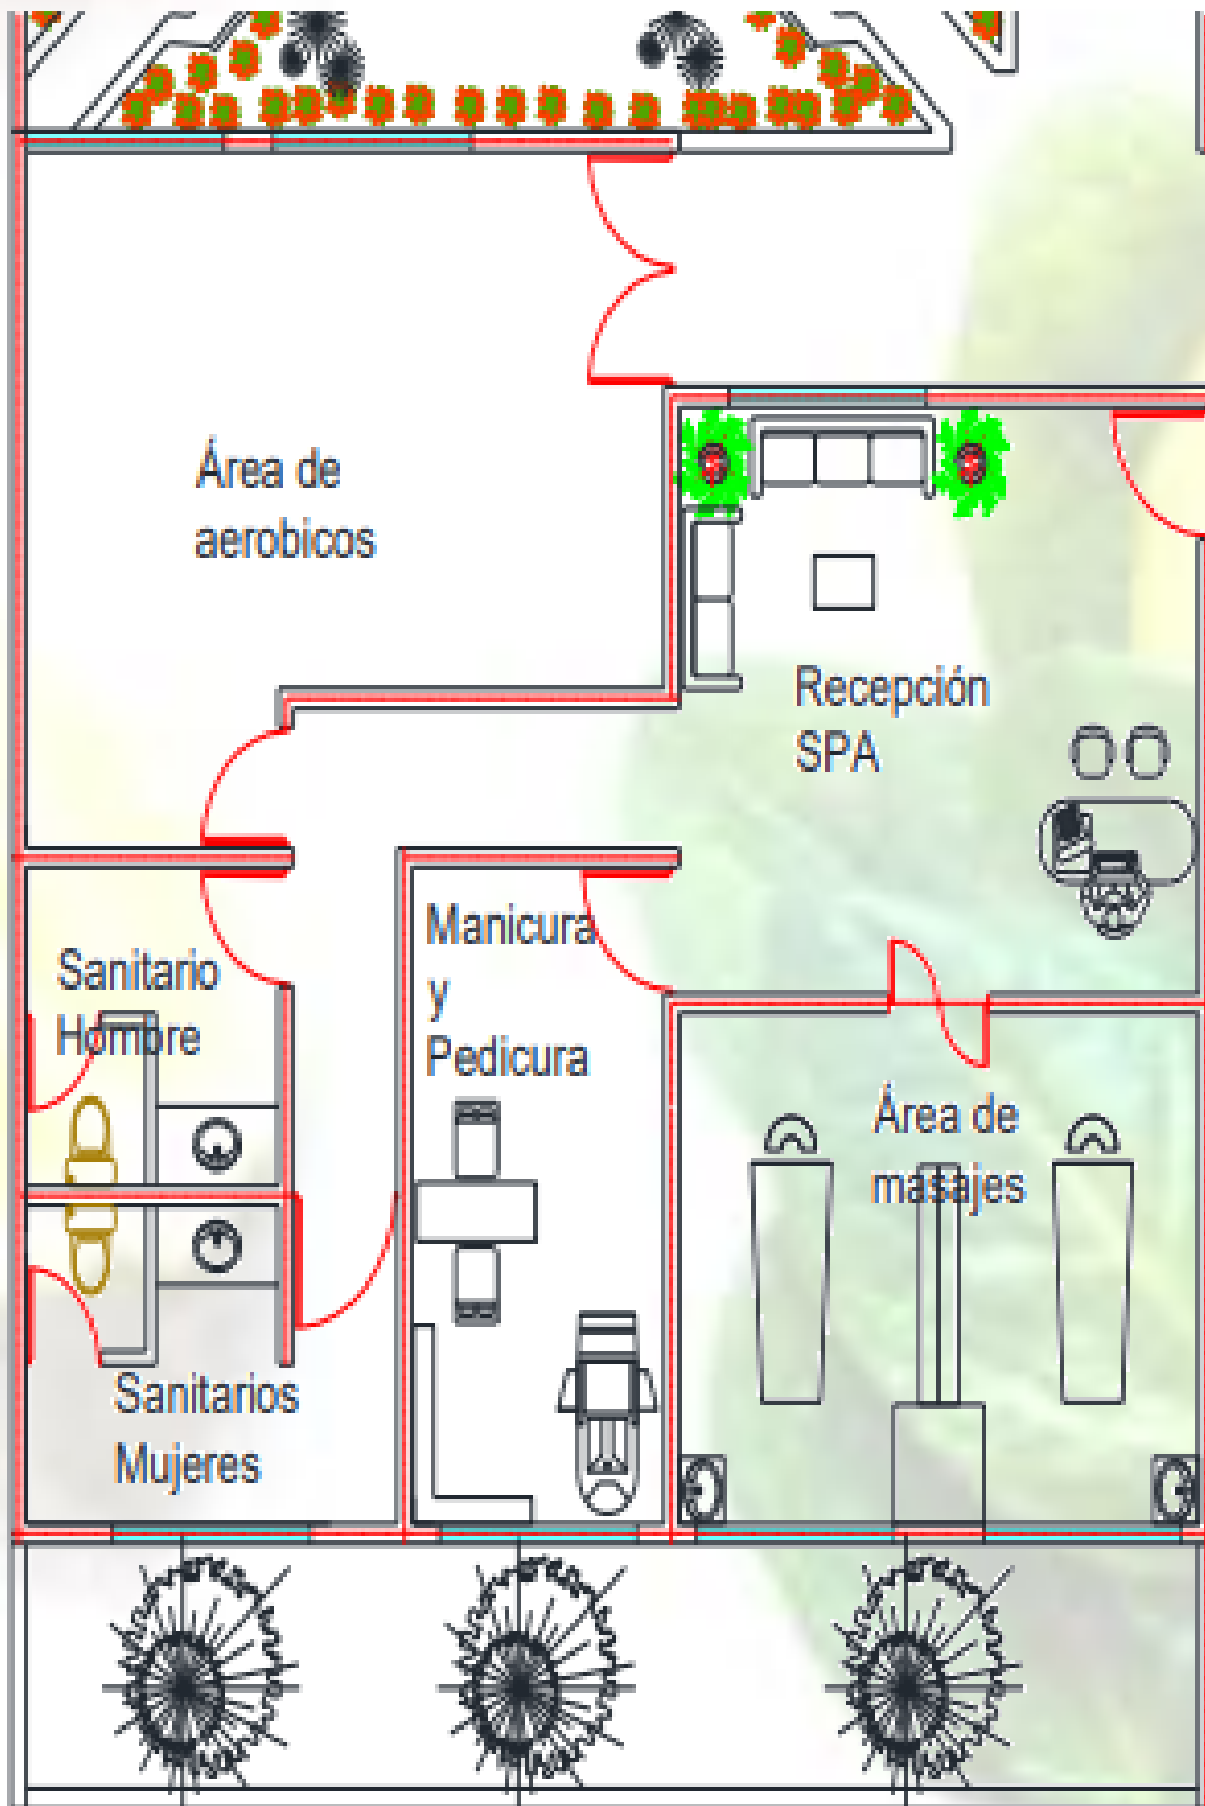 Área de
aerobicos
Recepción
SPA
Manicura
y
Pedicura
Sanitario
Hombre
Área de
masajes
Sanitarios
Mujeres